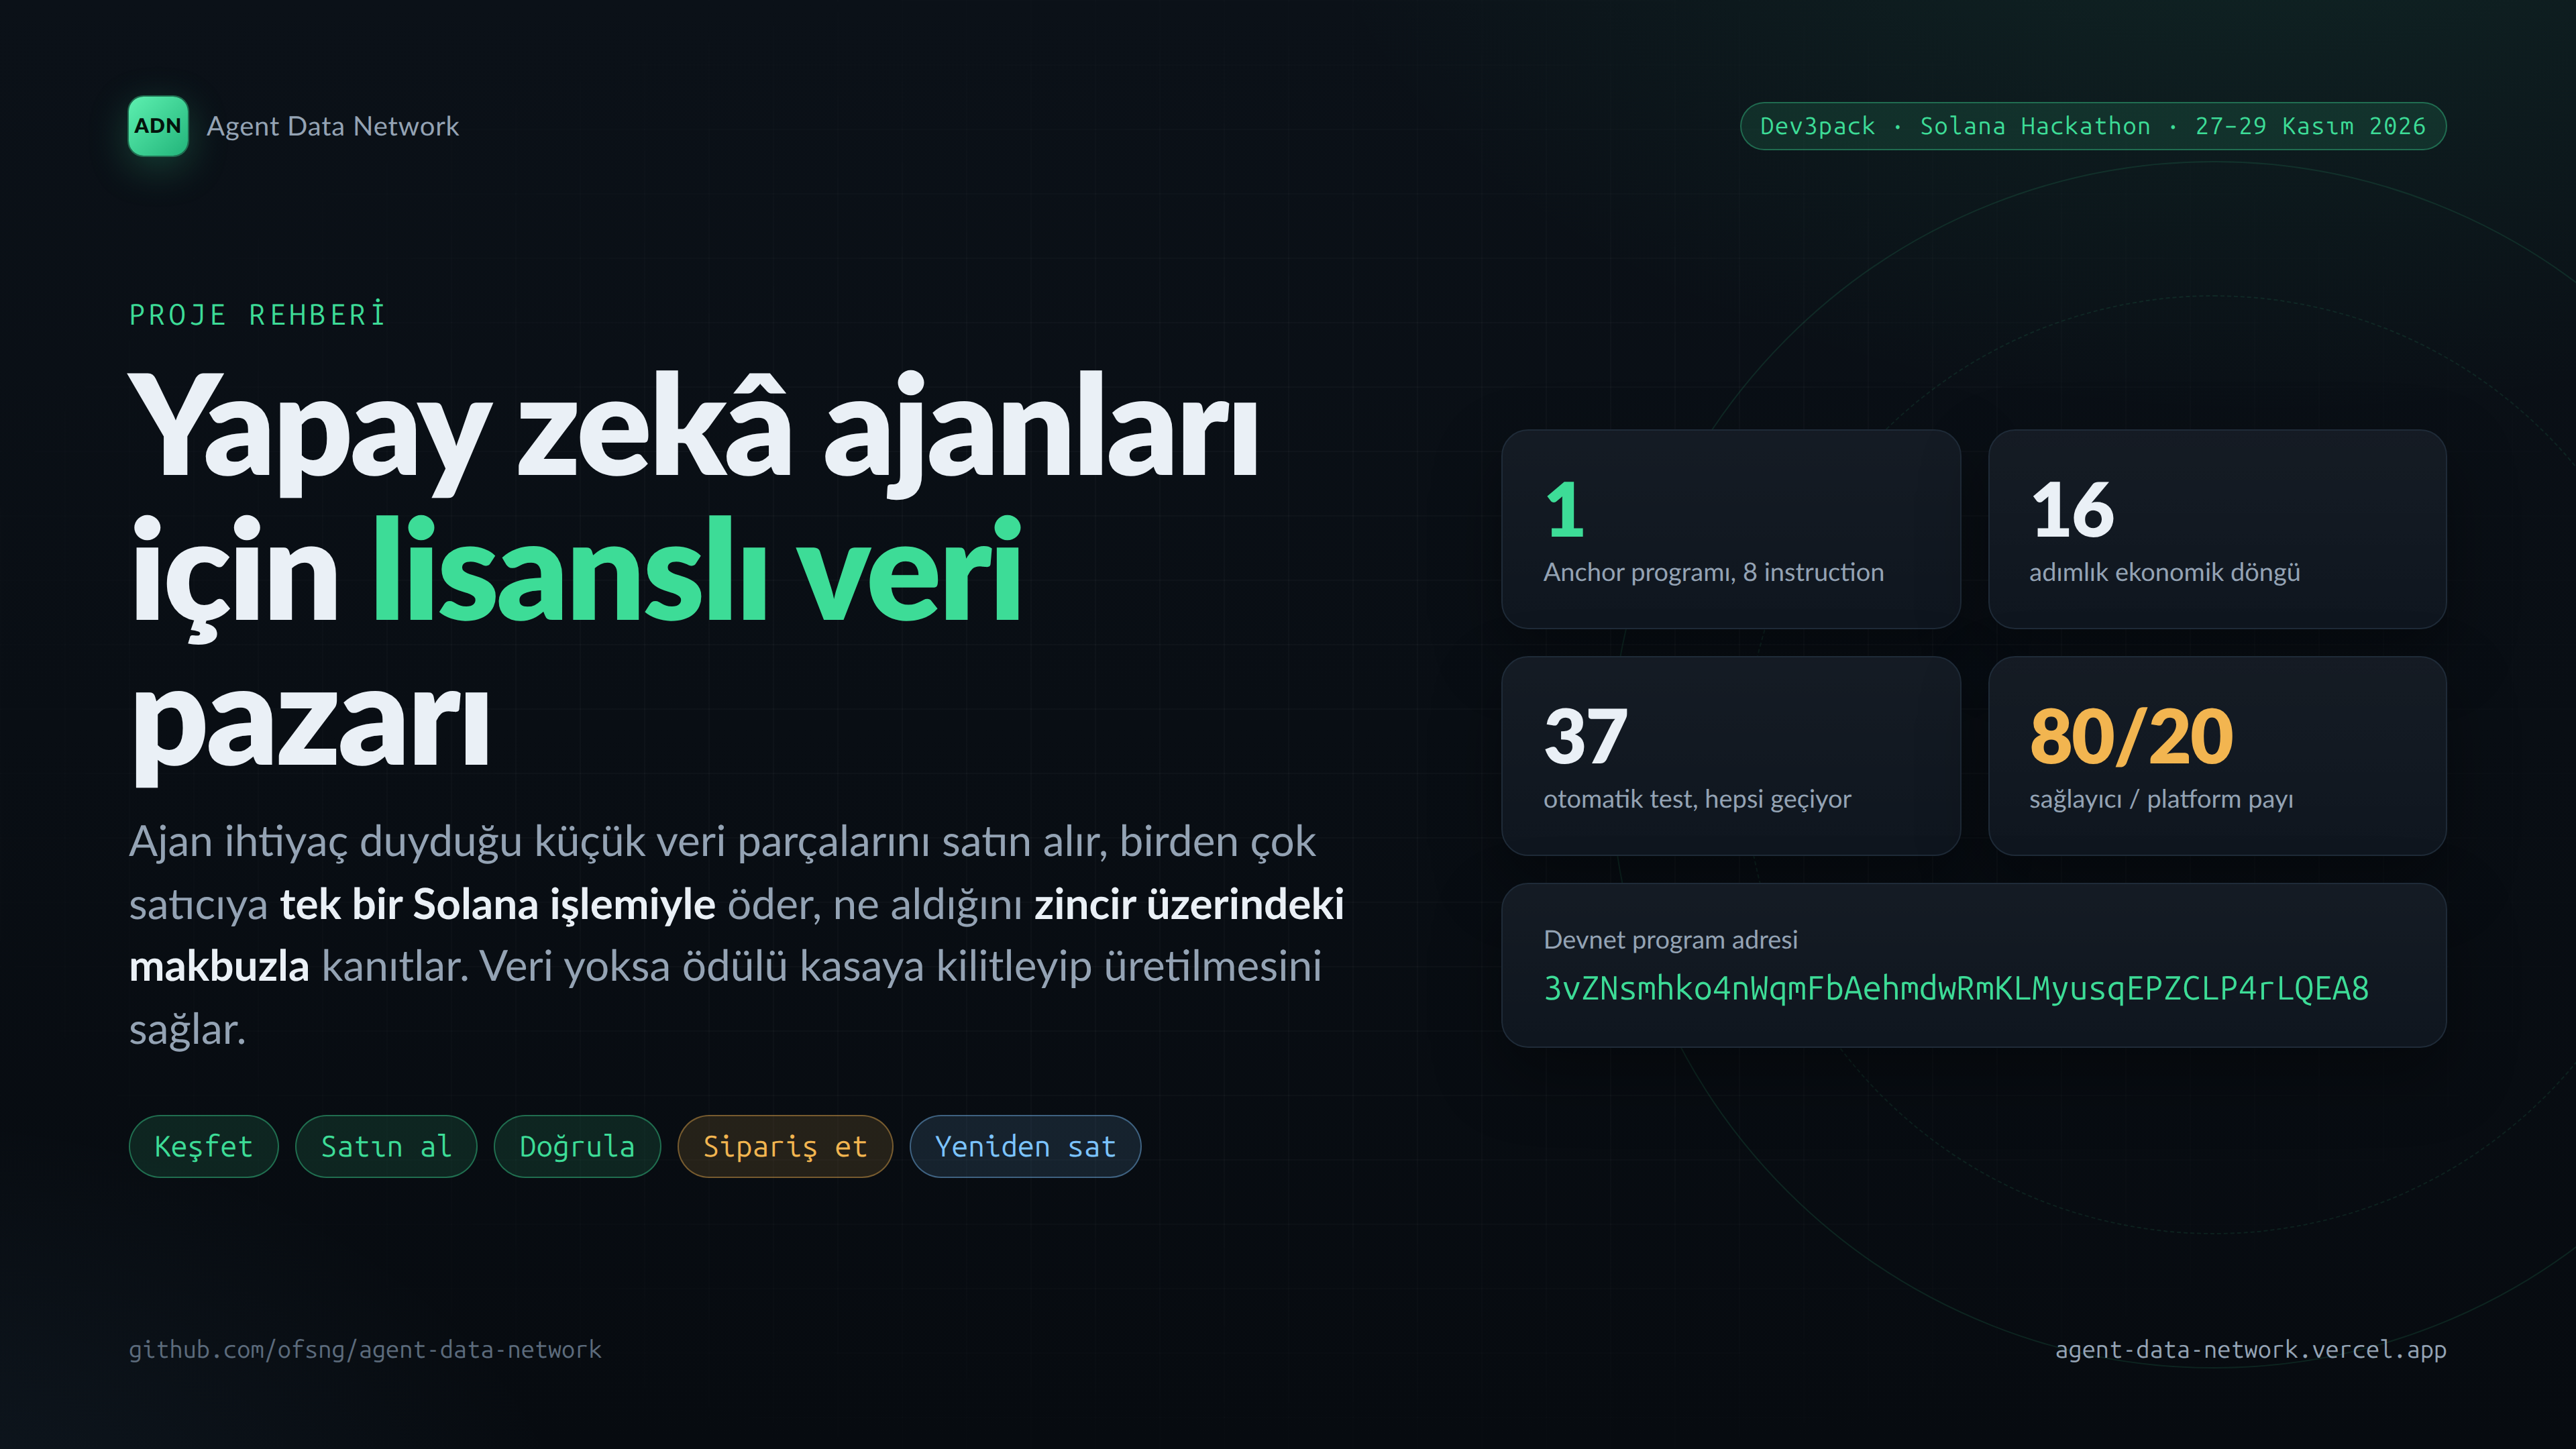 ADN Agent Data Network
Dev3pack · Solana Hackathon · 27–29 Kasım 2026
PROJE REHBERİ
Yapay zekâ ajanları
için lisanslı veri
pazarı
Ajan ihtiyaç duyduğu küçük veri parçalarını satın alır, birden çok
satıcıya tek bir Solana işlemiyle öder, ne aldığını zincir üzerindeki
makbuzla kanıtlar. Veri yoksa ödülü kasaya kilitleyip üretilmesini
sağlar.
Keşfet Satın al Doğrula Sipariş et Yeniden sat
1
Anchor programı, 8 instruction
16
adımlık ekonomik döngü
37
otomatik test, hepsi geçiyor
80/20
sağlayıcı / platform payı
Devnet program adresi
3vZNsmhko4nWqmFbAehmdwRmKLMyusqEPZCLP4rLQEA8
github.com/ofsng/agent-data-network
agent-data-network.vercel.app